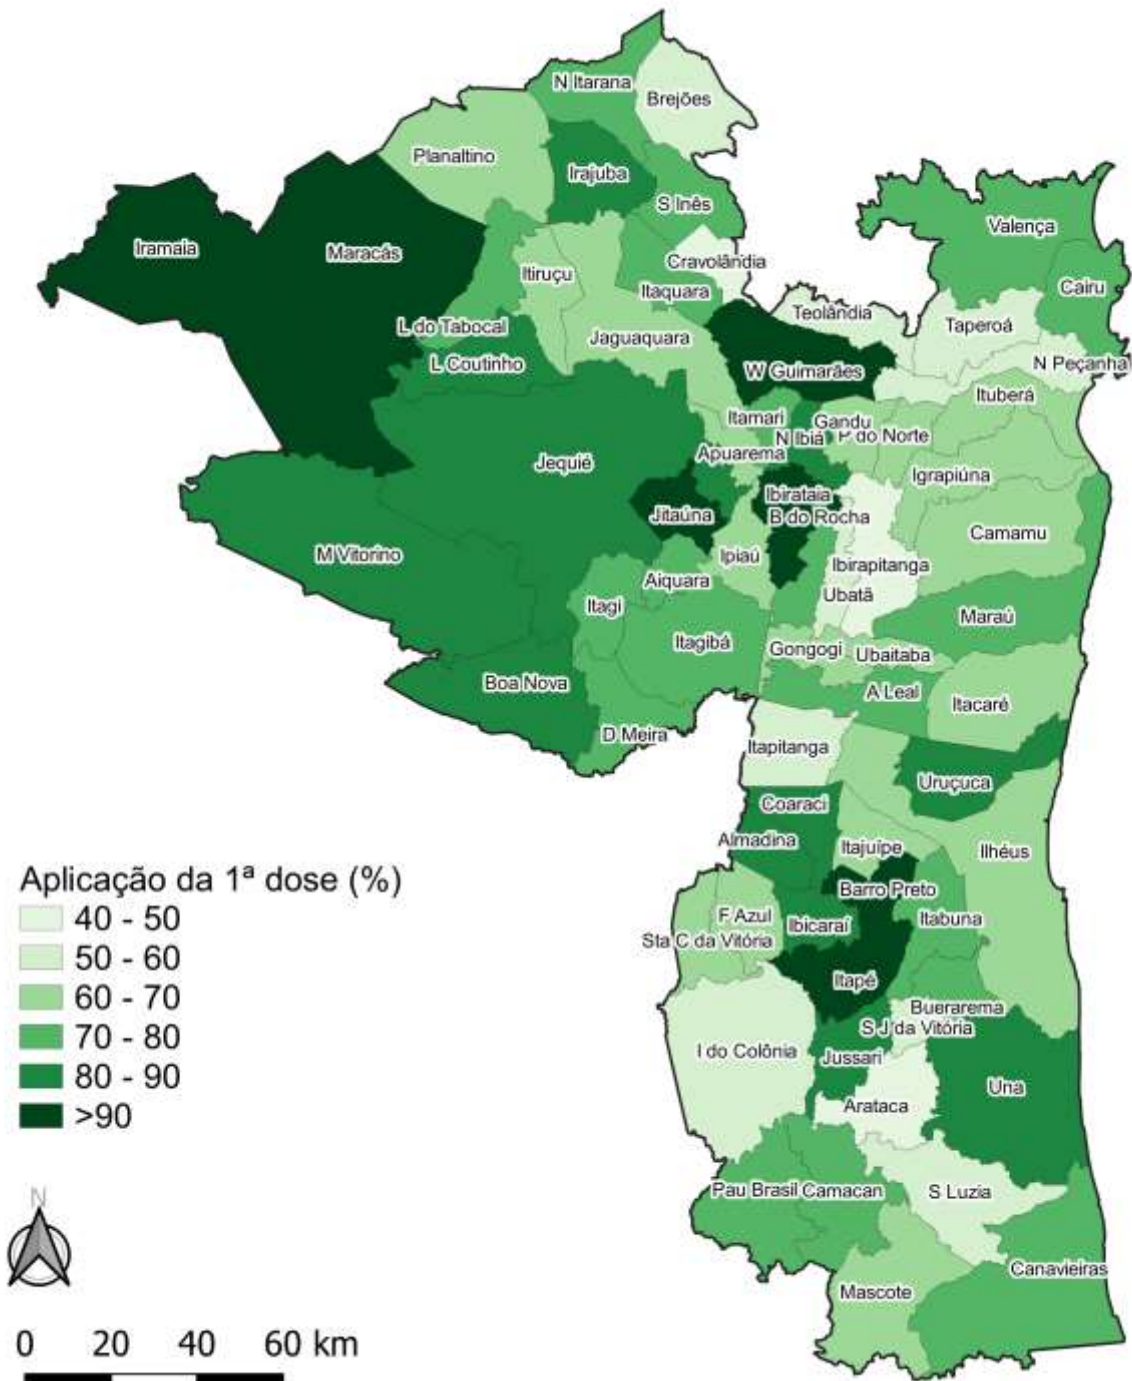 N Itarana
Brejões
Planaltino
Irajuba
S Inês
Valença
Iramaia
Maracás
Cravolândia
Itiruçu
Itaquara
Cairu
Teolândia
Taperoá
L do Tabocal
Jaguaquara
L Coutinho
W Guimarães
N Peçanha
Ituberá
Itamari
Gandu
N Ibiá
P do Norte
Apuarema
Jequié
Igrapiúna
Ibirataia
Jitaúna
B do Rocha
Camamu
M Vitorino
Ipiaú
Ibirapitanga
Aiquara
Ubatã
Itagi
Maraú
Itagibá
Gongogi
Ubaitaba
Boa Nova
A Leal
Itacaré
D Meira
Itapitanga
Uruçuca
Coaraci
Almadina
Itajuípe
Ilhéus
Aplicação da 1ª dose (%)
40 - 50
50 - 60
60 - 70
70 - 80
80 - 90
>90
Barro Preto
F Azul
Ibicaraí
Itabuna
Sta C da Vitória
Itapé
Buerarema
S J da Vitória
I do Colônia
Jussari
Una
Arataca
Pau Brasil
Camacan
S Luzia
Canavieiras
Mascote
N
0 20 40 60 km